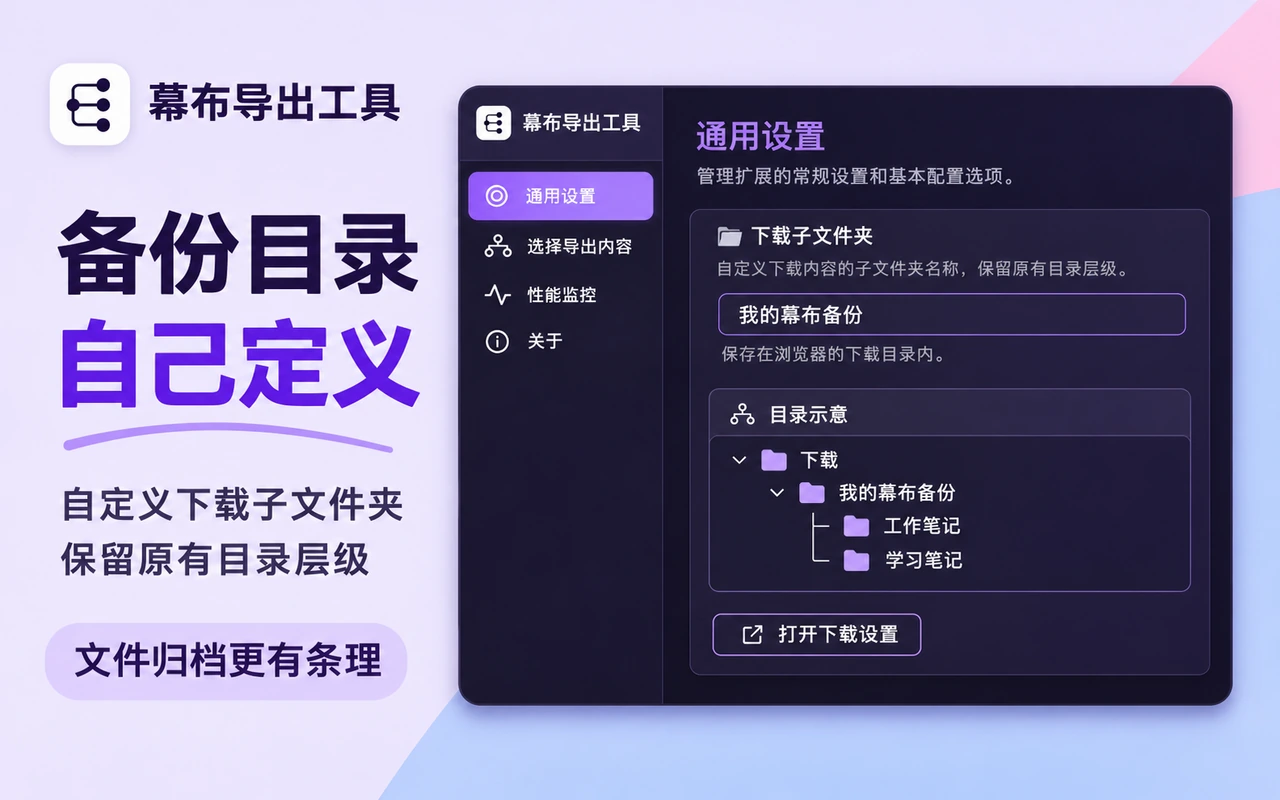 幕布导出工具
备份目录
自己定义
自定义下载子文件夹
保留原有目录层级
文件归档更有条理
幕布导出工具
通用设置
选择导出内容
性能监控
关于
通用设置
管理扩展的常规设置和基本配置选项。
下载子文件夹
自定义下载内容的子文件夹名称，保留原有目录层级。
我的幕布备份
保存在浏览器的下载目录内。
目录示意
下载
我的幕布备份
工作笔记
学习笔记
打开下载设置